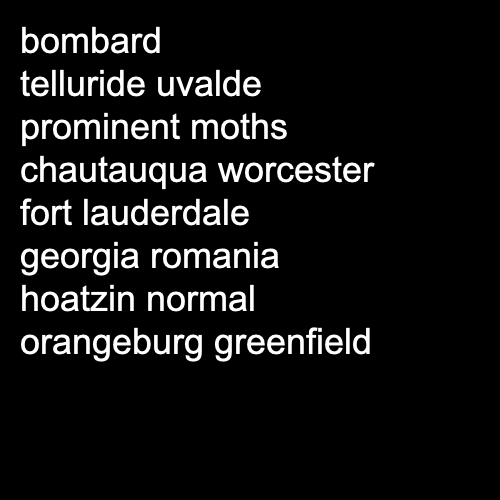 bombard
telluride uvalde
prominent moths
chautauqua worcester
fort lauderdale
georgia romania
hoatzin normal
orangeburg greenfield